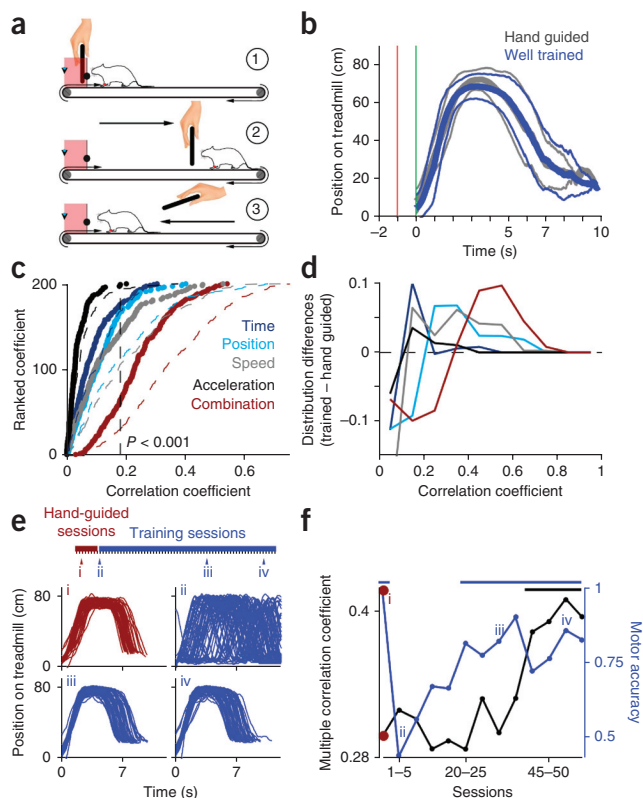 a
1
2
3
b
Hand guided
Well trained
Position on treadmill (cm)
80
60
40
20
0
−2 0 2 5 7 10
Time (s)
c
Ranked coefficient
200
100
0
Time
Position
Speed
Acceleration
Combination
P < 0.001
0 0.2 0.4 0.6
Correlation coefficient
d
Distribution differences
(trained – hand guided)
0.1
0
−0.1
0 0.2 0.4 0.6 0.8 1
Correlation coefficient
e
Hand-guided
sessions
Training sessions
i ii iii iv
Position on treadmill (cm)
80
0
i
ii
80
0
iii
iv
0 7 0 7
Time (s)
f
Multiple correlation coefficient
0.4
0.28
i
ii
iii
iv
1
0.75
0.5
Motor accuracy
1–5 20–25 45–50
Sessions